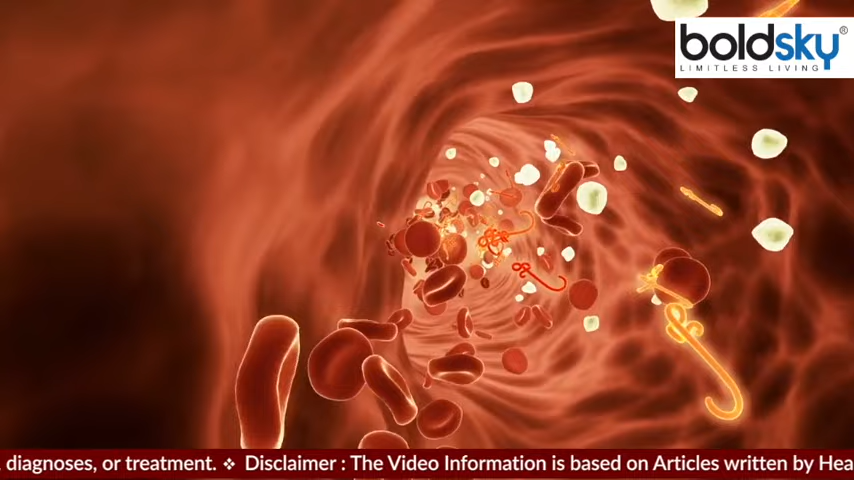 boldsky®
LIMITLESS LIVING
. diagnoses, or treatment. ❖ Disclaimer : The Video Information is based on Articles written by Hea